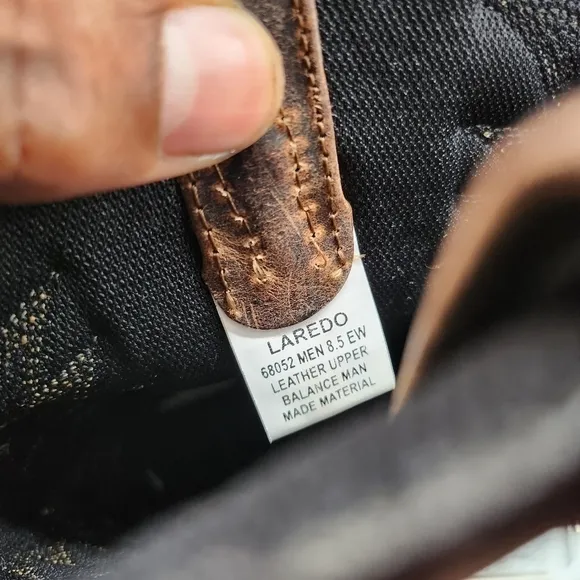 LAREDO
68052 MEN 8.5 EW
LEATHER UPPER
BALANCE MAN
MADE MATERIAL